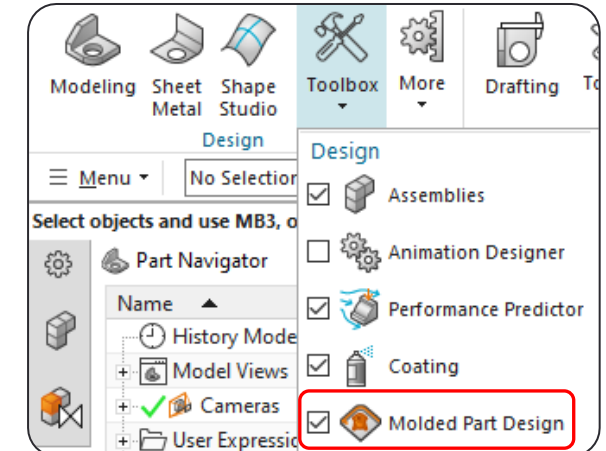 Modeling Sheet Metal Shape Studio Toolbox More Drafting
Design
Menu No Selection
Select objects and use MB3, o
Part Navigator
Name
History Mode
Model Views
Cameras
User Expressio
Design
Assemblies
Animation Designer
Performance Predictor
Coating
Molded Part Design